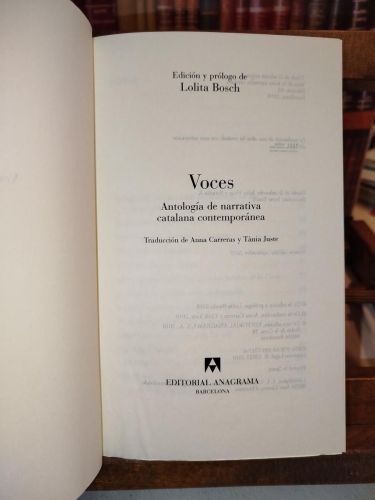 Edición y prólogo de
Lolita Bosch
Voces
Antología de narrativa
catalana contemporánea
Traducción de Anna Carreras y Tània Juste
EDITORIAL ANAGRAMA
BARCELONA